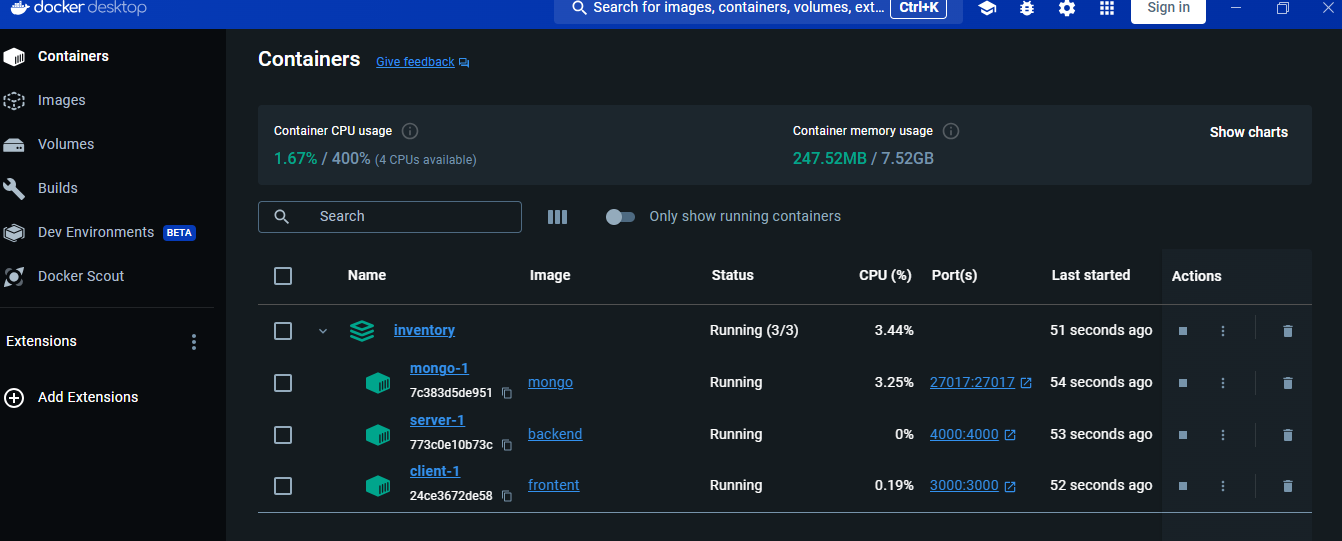 docker desktop
Search for images, containers, volumes, ext... Ctrl+K
Sign in
Containers
Images
Volumes
Builds
Dev Environments BETA
Docker Scout
Extensions
Add Extensions
Containers Give feedback
Container CPU usage
1.67% / 400% (4 CPUs available)
Container memory usage
247.52MB / 7.52GB
Show charts
Search
Only show running containers
Name Image Status CPU (%) Port(s) Last started Actions
inventory Running (3/3) 3.44% 51 seconds ago
mongo-1
7c383d5de951 mongo Running 3.25% 27017:27017 54 seconds ago
server-1
773c0e10b73c backend Running 0% 4000:4000 53 seconds ago
client-1
24ce3672de58 frontent Running 0.19% 3000:3000 52 seconds ago